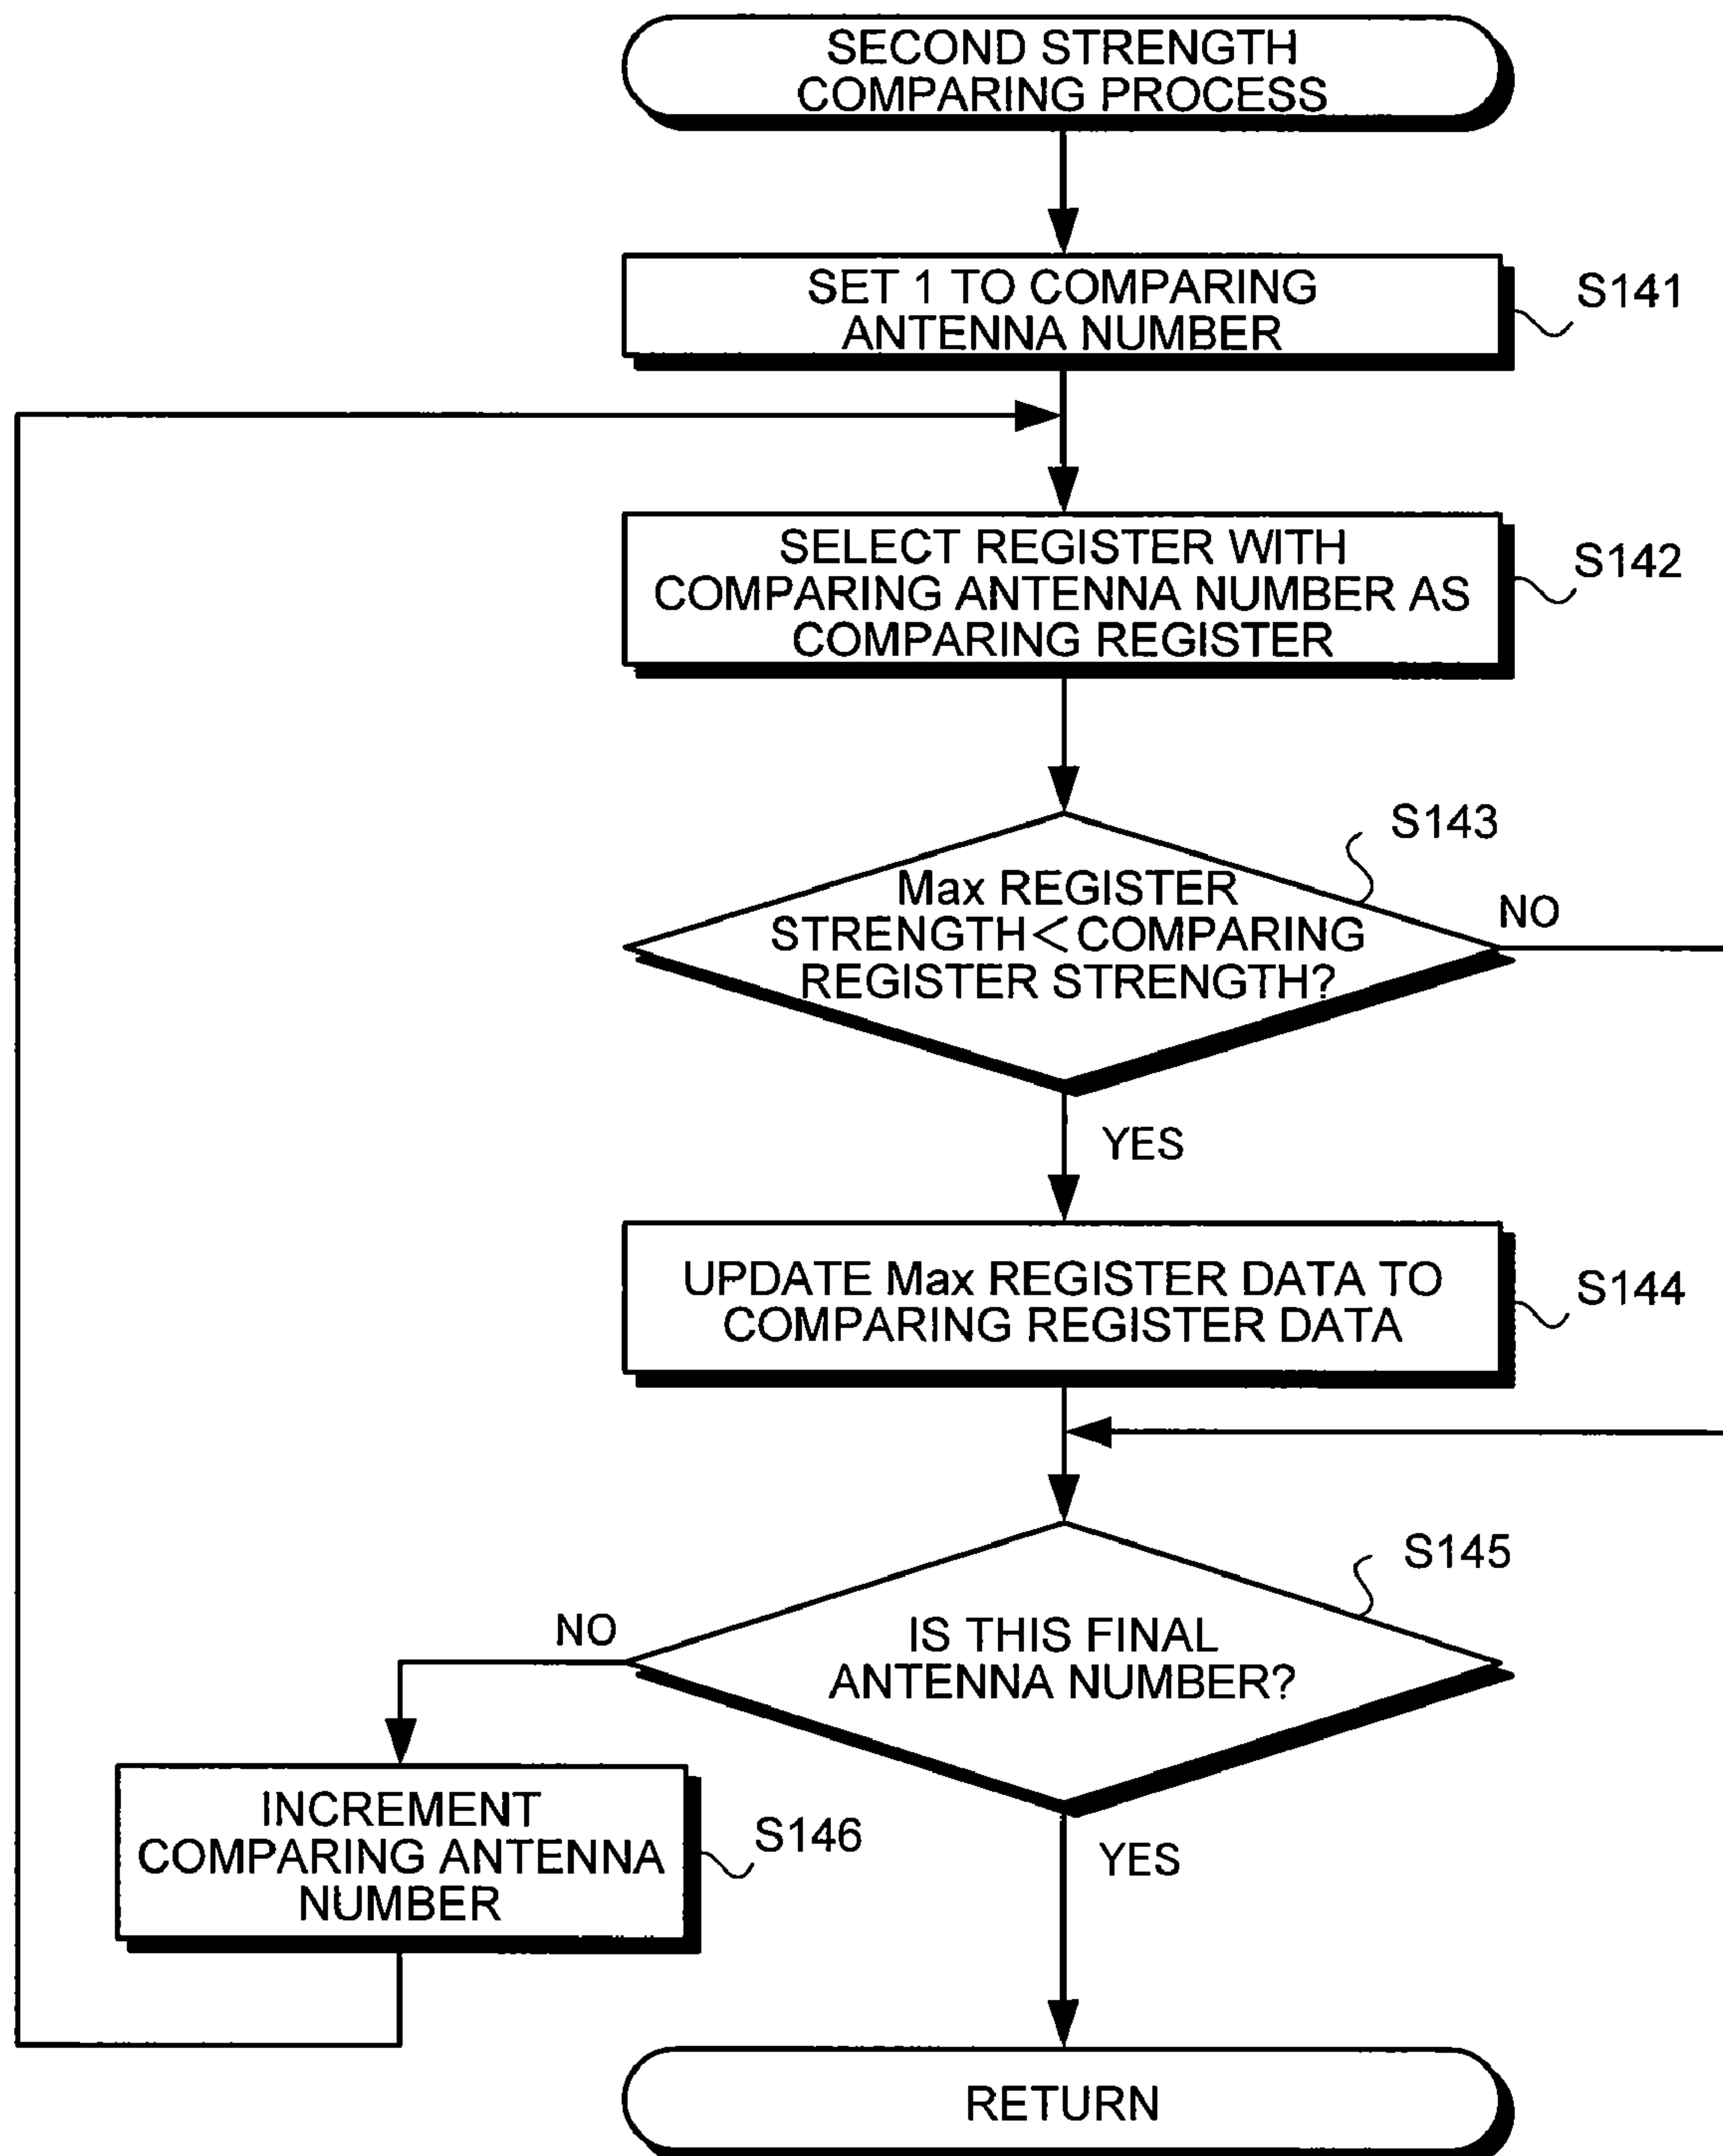 SECOND STRENGTH
COMPARING PROCESS
SET 1 TO COMPARING
ANTENNA NUMBER
S141
SELECT REGISTER WITH
COMPARING ANTENNA NUMBER AS
COMPARING REGISTER
S142
S143
Max REGISTER
STRENGTH<COMPARING
REGISTER STRENGTH?
NO
YES
UPDATE Max REGISTER DATA TO
COMPARING REGISTER DATA
S144
S145
IS THIS FINAL
ANTENNA NUMBER?
NO
INCREMENT
COMPARING ANTENNA
NUMBER
S146
YES
RETURN